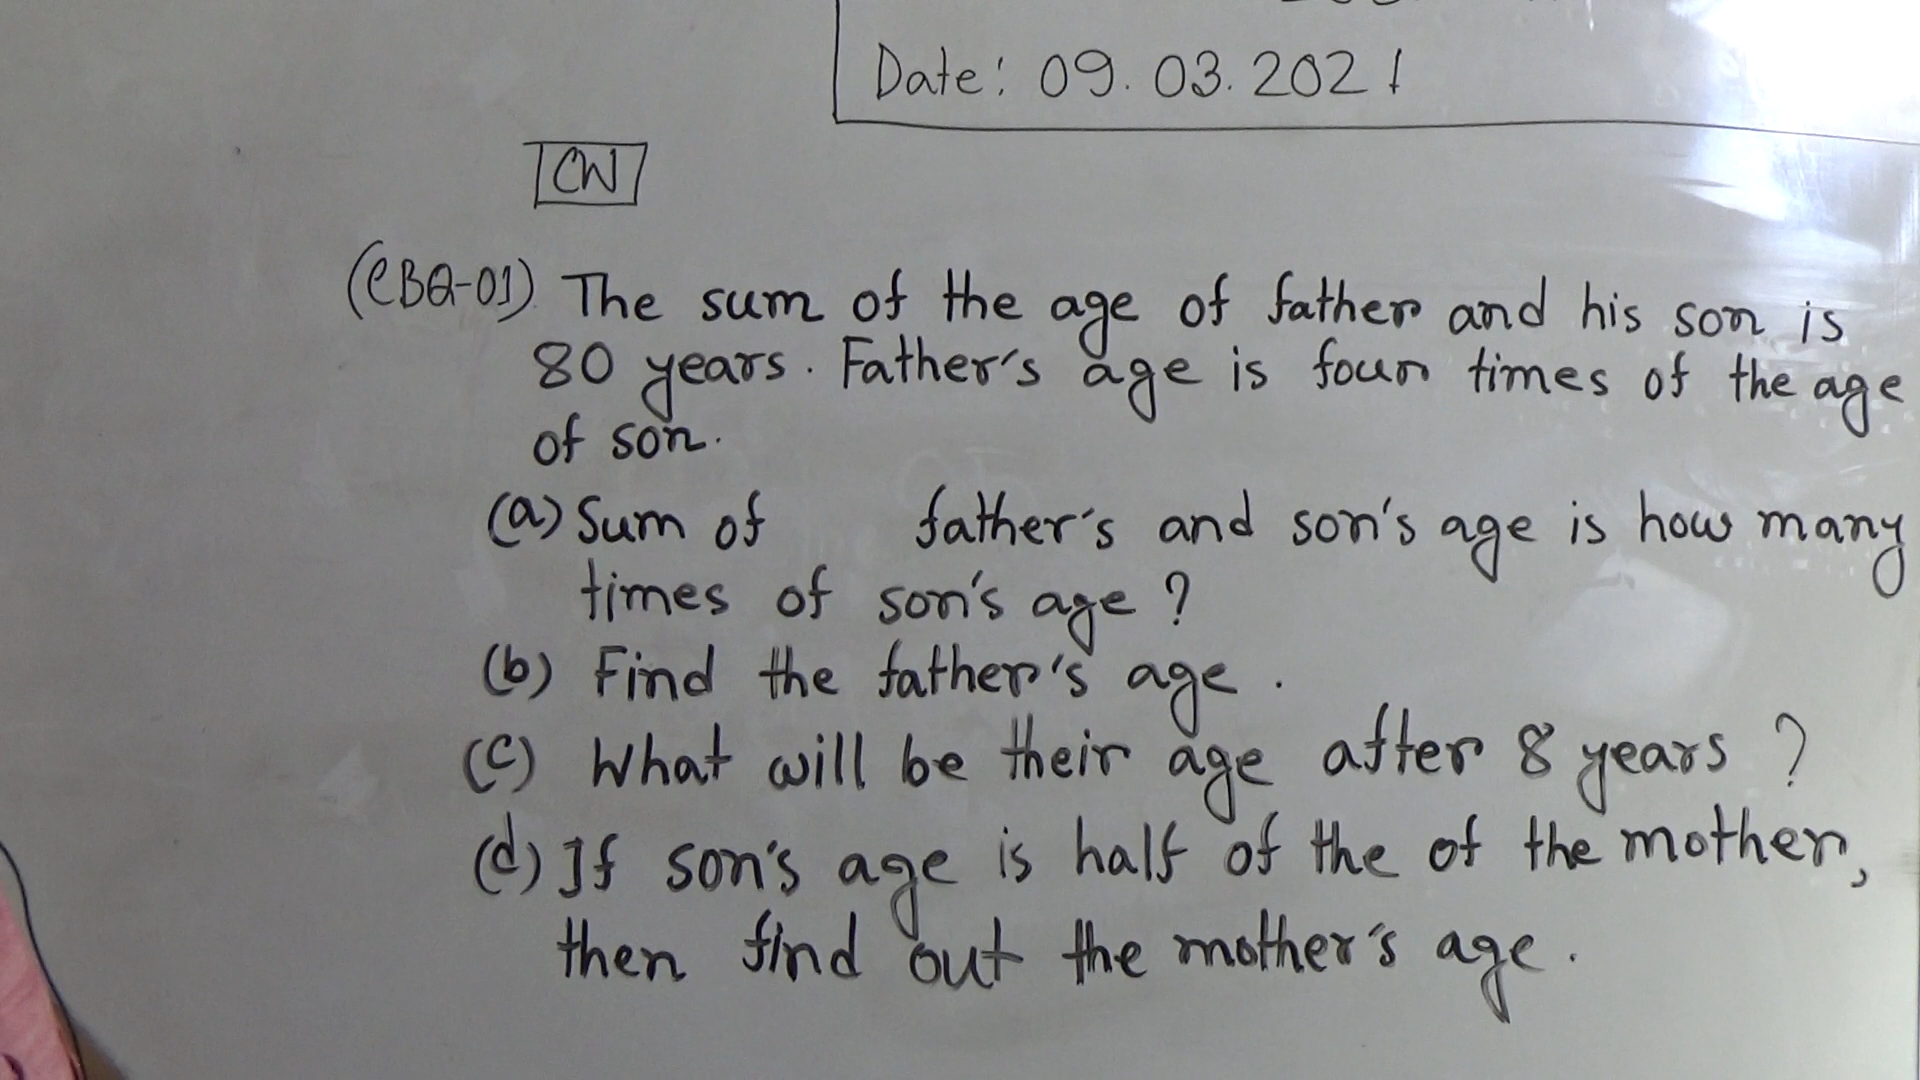 Date: 09.03.2021
CW
(CBQ-01) The sum of the age of father and his son is
80 years. Father's age is four times of the age
of son.
(a) Sum of father's and son's age is how many
times of son's age?
(b) Find the father's age.
(c) What will be their age after 8 years?
(d) If son's age is half of the of the mother,
then find out the mother's age.